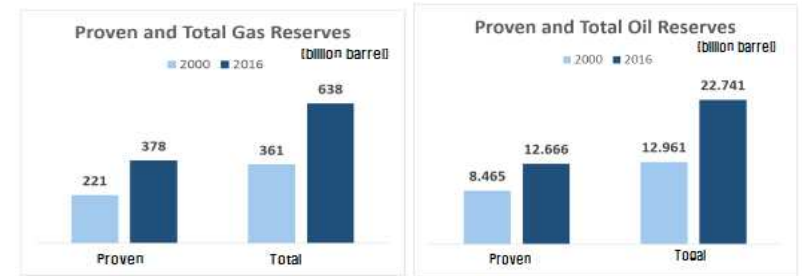 Proven and Total Gas Reserves
[billion barrel]
2000 2016
638
378
361
221
Proven Total
Proven and Total Oil Reserves
[billion barrel]
2000 2016
22.741
12.666
12.961
8.465
Proven Topal